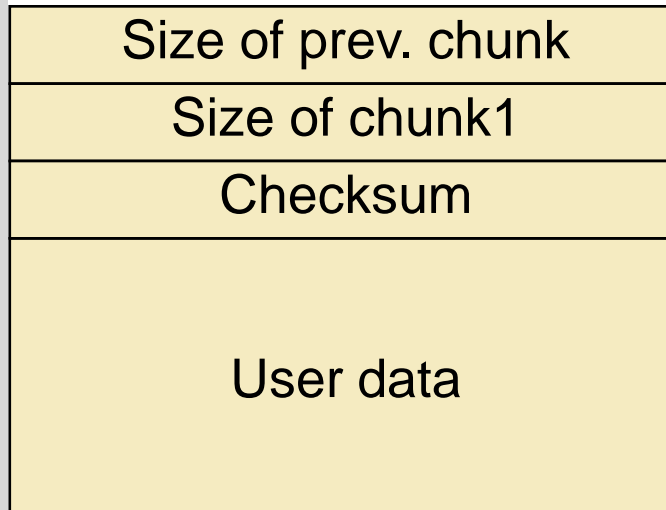 Size of prev. chunk
Size of chunk1
Checksum
User data